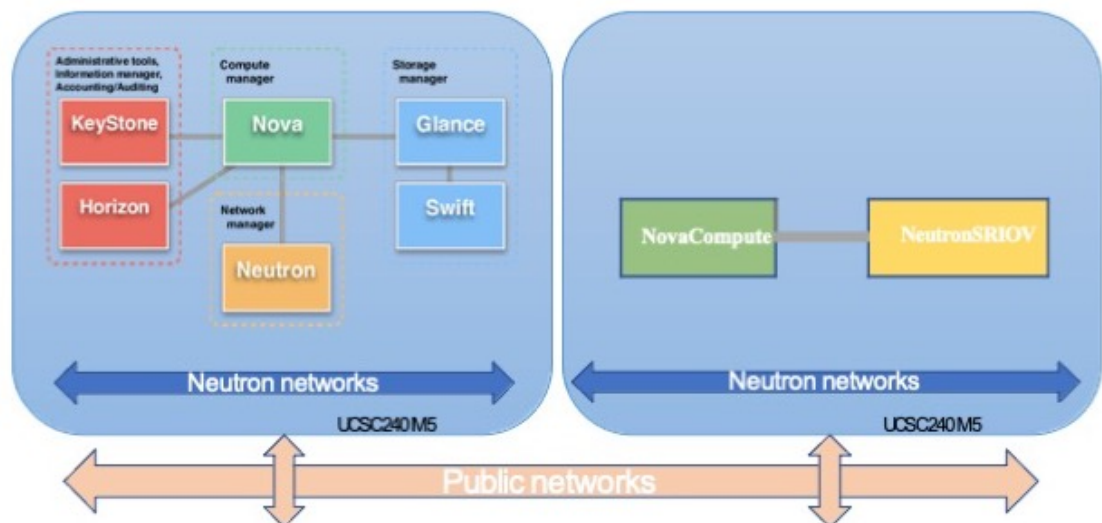 Administrative tools,
Information manager,
Accounting/Auditing
KeyStone
Horizon
Compute
manager
Nova
Network
manager
Neutron
Storage
manager
Glance
Swift
Neutron networks
UCSC240 M5
NovaCompute
NeutronSRIOV
Neutron networks
UCSC240 M5
Public networks